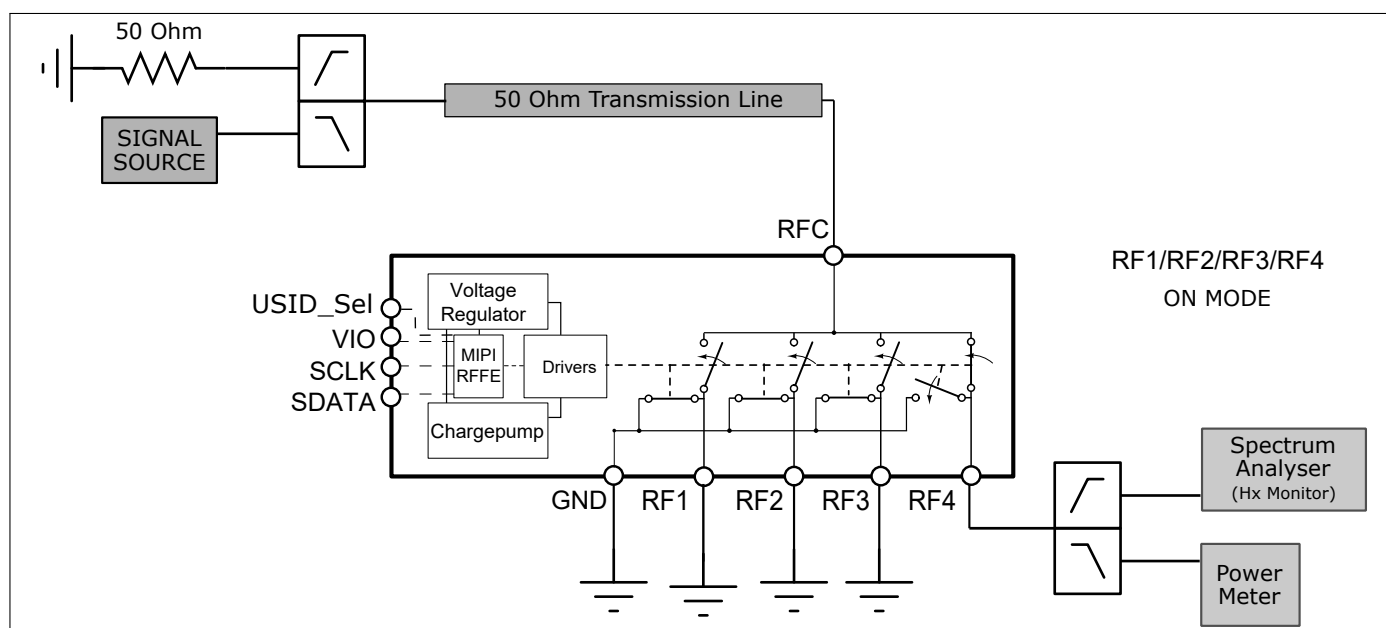 50 Ohm
50 Ohm Transmission Line
SIGNAL
SOURCE
RFC
RF1/RF2/RF3/RF4
ON MODE
USID_Sel
VIO
SCLK
SDATA
Voltage
Regulator
MIPI
RFFE
Drivers
Chargepump
GND
RF1
RF2
RF3
RF4
Spectrum
Analyser
(Hx Monitor)
Power
Meter